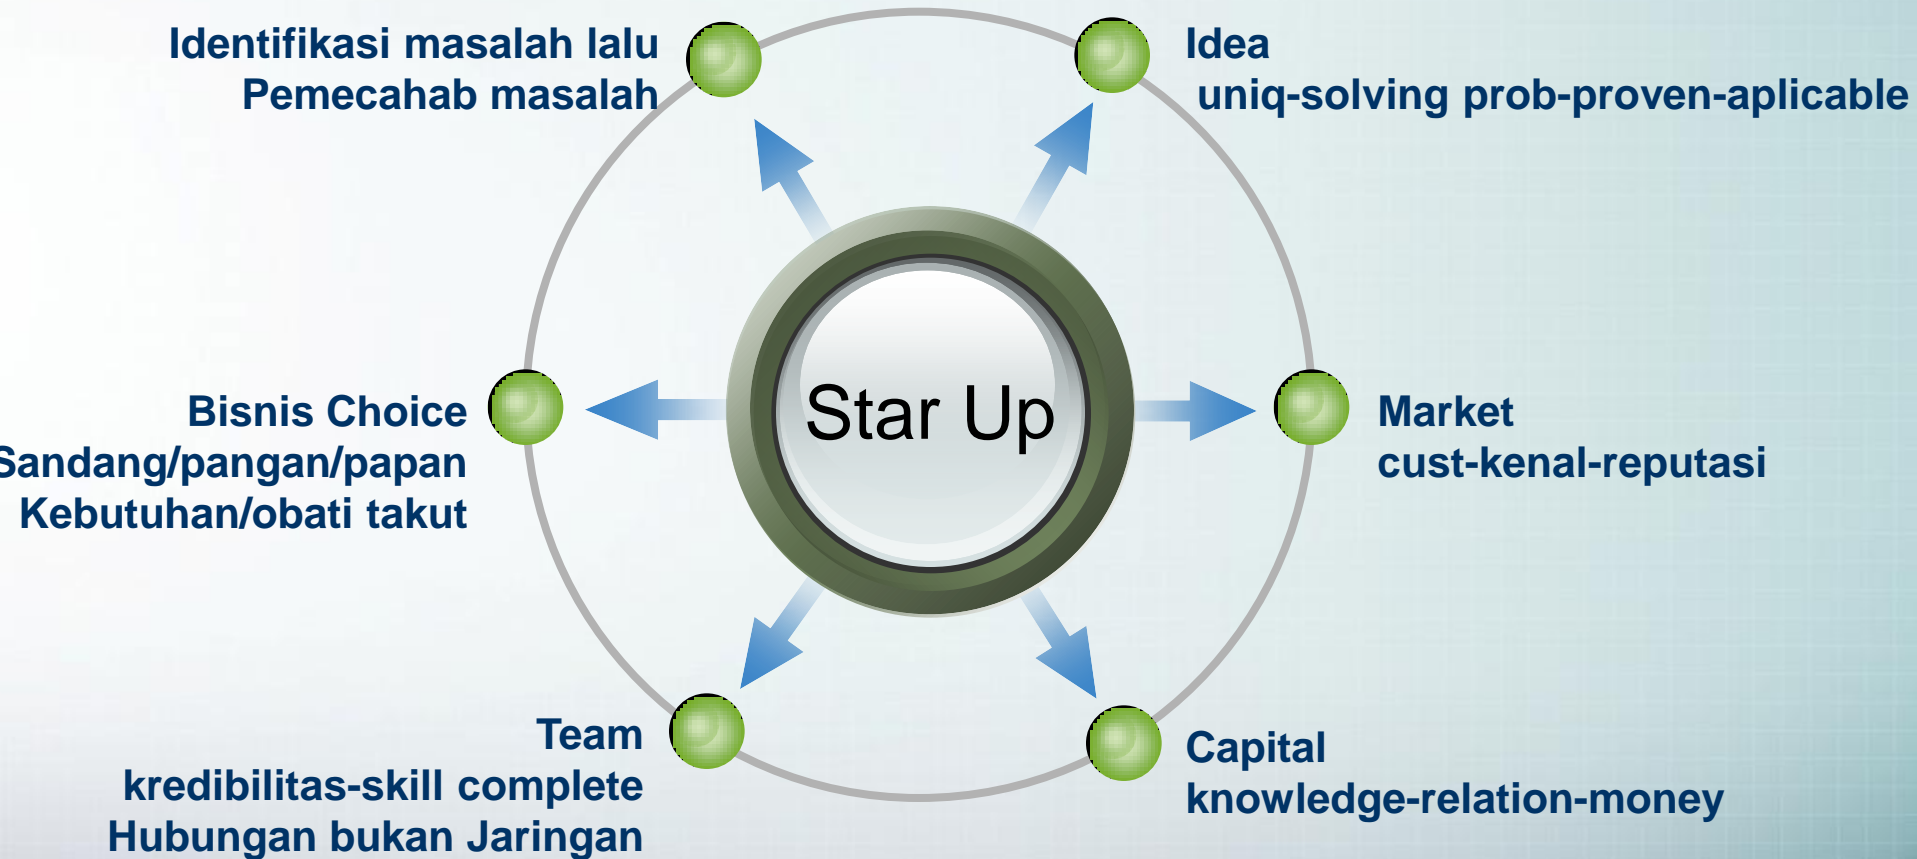 Identifikasi masalah lalu
Pemecahab masalah
Idea
uniq-solving prob-proven-aplicable
Star Up
Bisnis Choice
Sandang/pangan/papan
Kebutuhan/obati takut
Market
cust-kenal-reputasi
Team
kredibilitas-skill complete
Hubungan bukan Jaringan
Capital
knowledge-relation-money